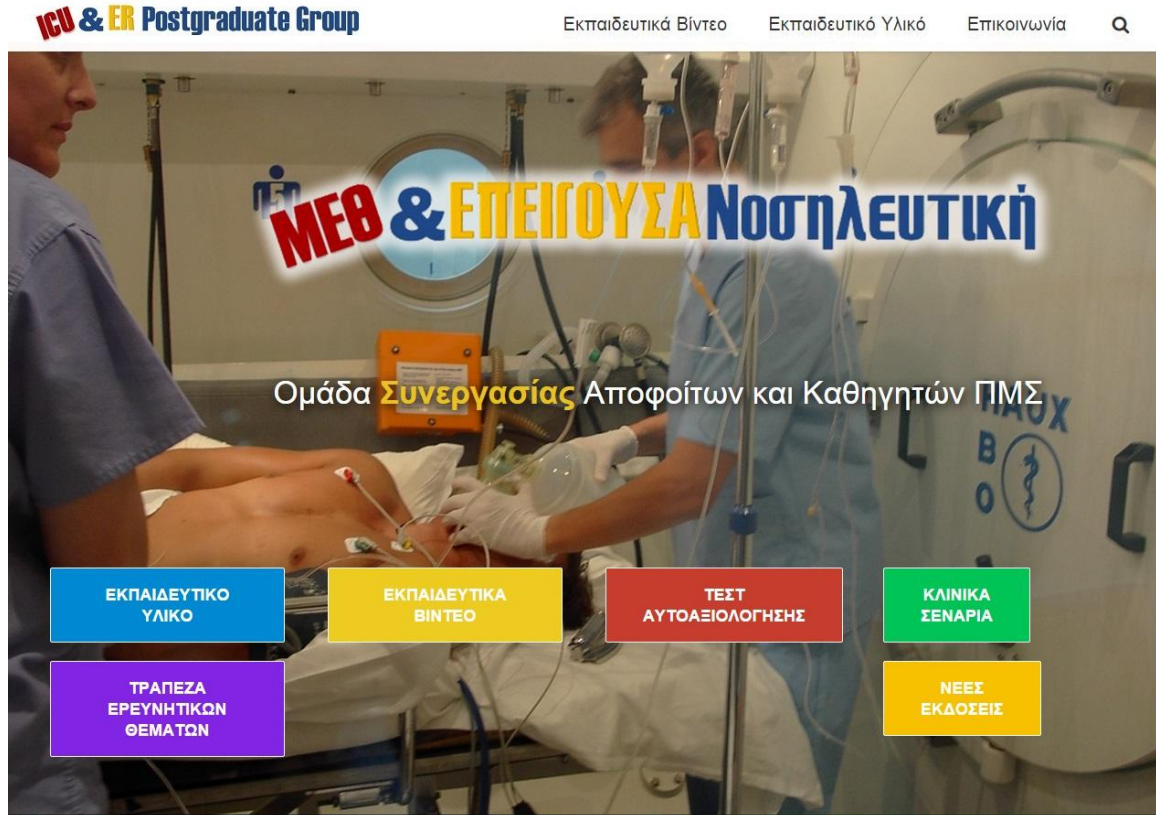 ICU & ER Postgraduate Group
Εκπαιδευτικά Βίντεο Εκπαιδευτικό Υλικό Επικοινωνία
ΜΕΘ & ΕΠΕΙΓΟΥΣΑ Νοσηλευτική
Ομάδα Συνεργασίας Αποφοίτων και Καθηγητών ΠΜΣ
HAUX
B
O
ΕΚΠΑΙΔΕΥΤΙΚΟ
ΥΛΙΚΟ
ΕΚΠΑΙΔΕΥΤΙΚΑ
ΒΙΝΤΕΟ
ΤΕΣΤ
ΑΥΤΟΑΞΙΟΛΟΓΗΣΗΣ
ΚΛΙΝΙΚΑ
ΣΕΝΑΡΙΑ
ΤΡΑΠΕΖΑ
ΕΡΕΥΝΗΤΙΚΩΝ
ΘΕΜΑΤΩΝ
ΝΕΕΣ
ΕΚΔΟΣΕΙΣ